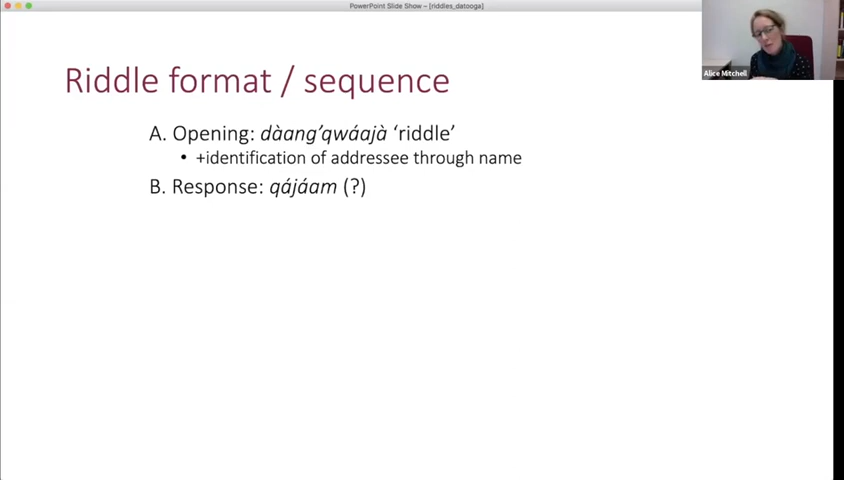 PowerPoint Slide Show – [riddles_datooga]
Alice Mitchell
Riddle format / sequence
A. Opening: dàang’qwáajà ‘riddle’
• +identification of addressee through name
B. Response: qájáam (?)